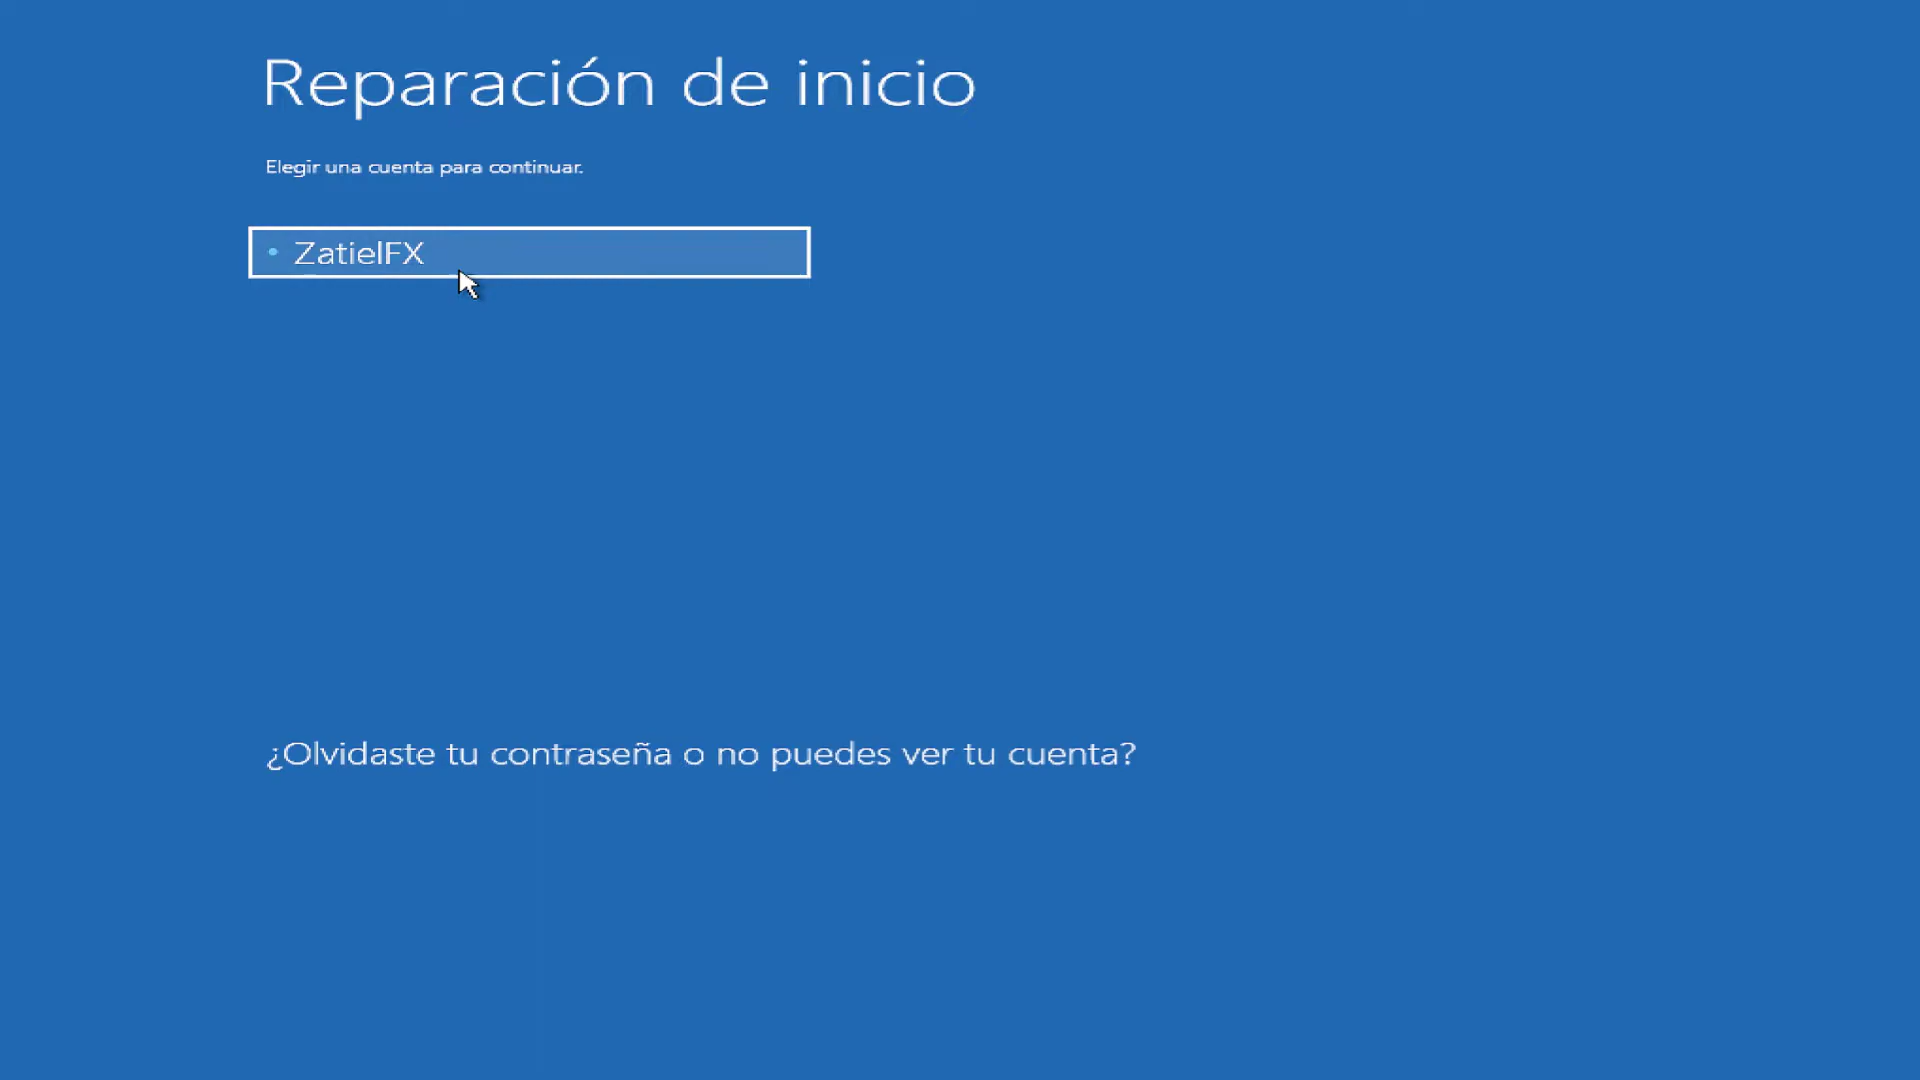 Reparación de inicio
Elegir una cuenta para continuar.
ZatielFX
¿Olvidaste tu contraseña o no puedes ver tu cuenta?